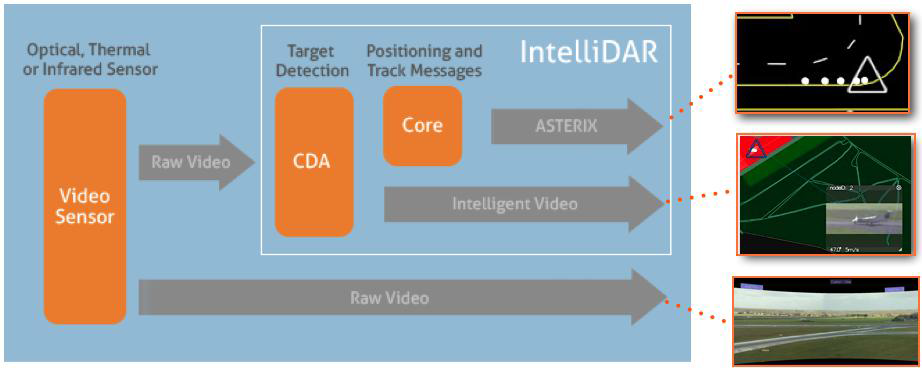 Optical, Thermal
or Infrared Sensor
Video
Sensor
Raw Video
IntelliDAR
Target
Detection
CDA
Positioning and
Track Messages
Core
ASTERIX
Intelligent Video
Raw Video